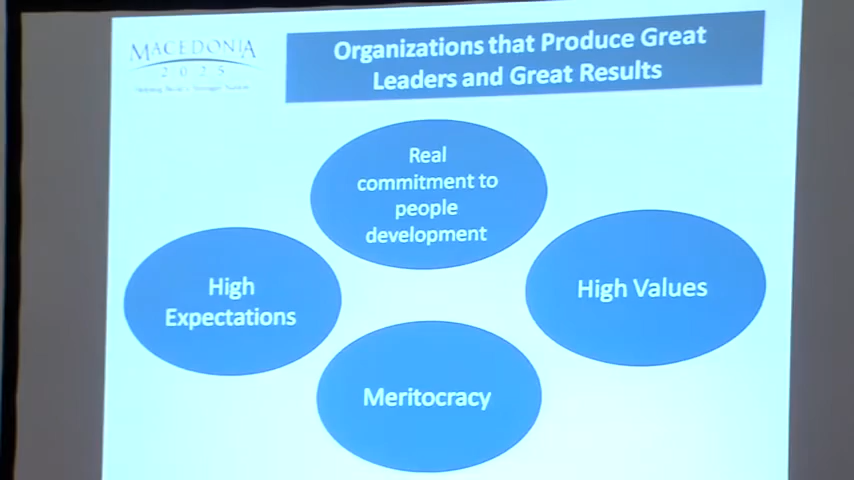 MACEDONIA
2025
Organizations that Produce Great
Leaders and Great Results
Real
commitment to
people
development
High
Expectations
High Values
Meritocracy